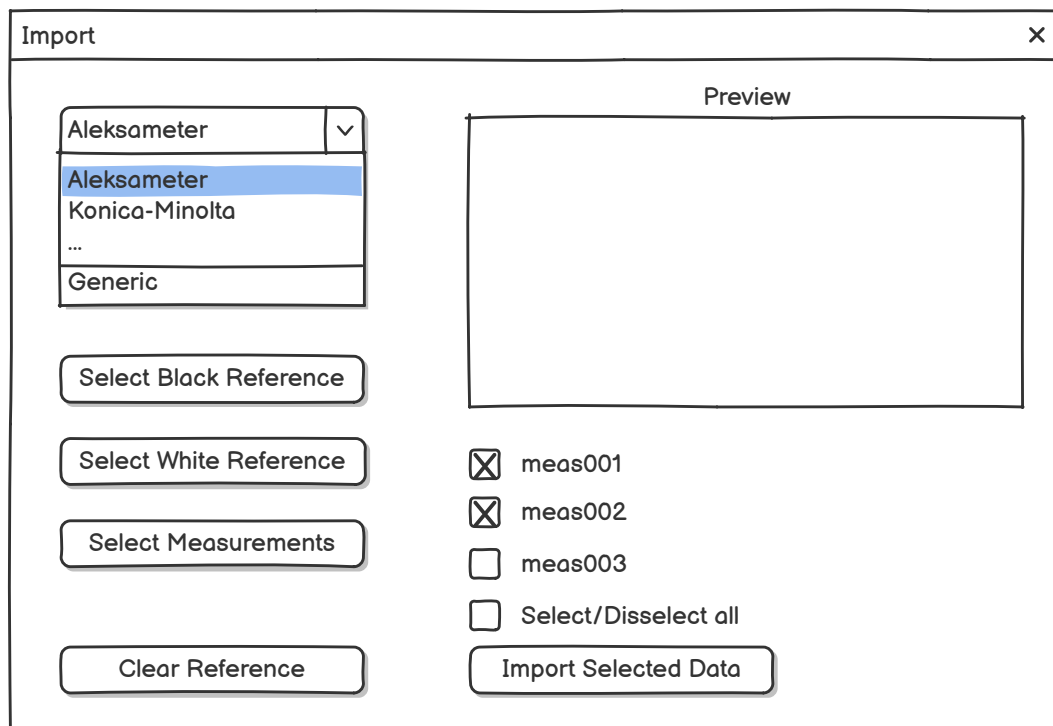 Import
Aleksameter
Aleksameter
Konica-Minolta
...
Generic
Select Black Reference
Select White Reference
Select Measurements
Clear Reference
Preview
meas001
meas002
meas003
Select/Disselect all
Import Selected Data